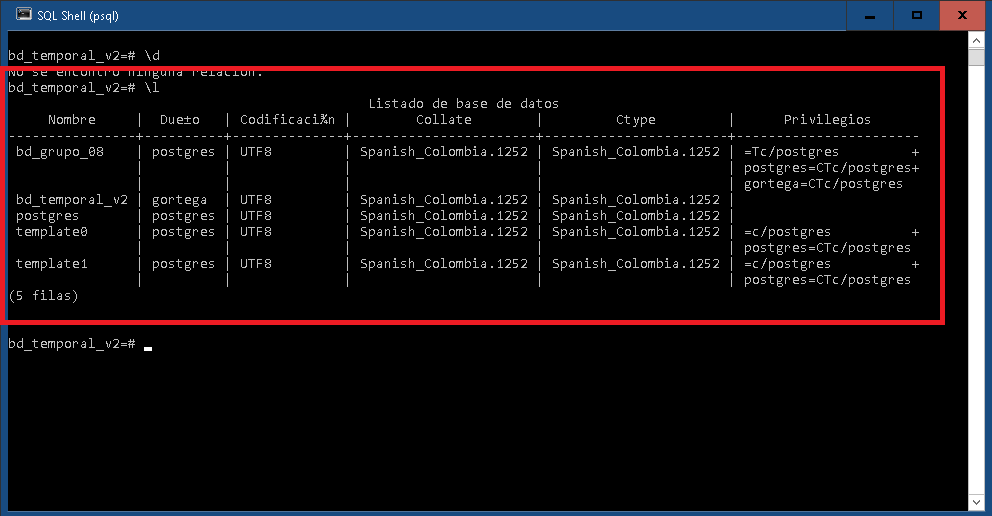 SQL Shell (psql)
bd_temporal_v2=# \d
No se encontró ninguna relación.
bd_temporal_v2=# \l
Listado de base de datos
Nombre | Due±o | Codificaci¾n | Collate | Ctype | Privilegios
---------------+----------+--------------+-----------------------+-----------------------+-----------------------
bd_grupo_08 | postgres | UTF8 | Spanish_Colombia.1252 | Spanish_Colombia.1252 | =Tc/postgres +
| | | | | postgres=CTc/postgres+
| | | | | gortega=CTc/postgres
bd_temporal_v2 | gortega | UTF8 | Spanish_Colombia.1252 | Spanish_Colombia.1252 |
postgres | postgres | UTF8 | Spanish_Colombia.1252 | Spanish_Colombia.1252 |
template0 | postgres | UTF8 | Spanish_Colombia.1252 | Spanish_Colombia.1252 | =c/postgres +
| | | | | postgres=CTc/postgres
template1 | postgres | UTF8 | Spanish_Colombia.1252 | Spanish_Colombia.1252 | =c/postgres +
| | | | | postgres=CTc/postgres
(5 filas)
bd_temporal_v2=#